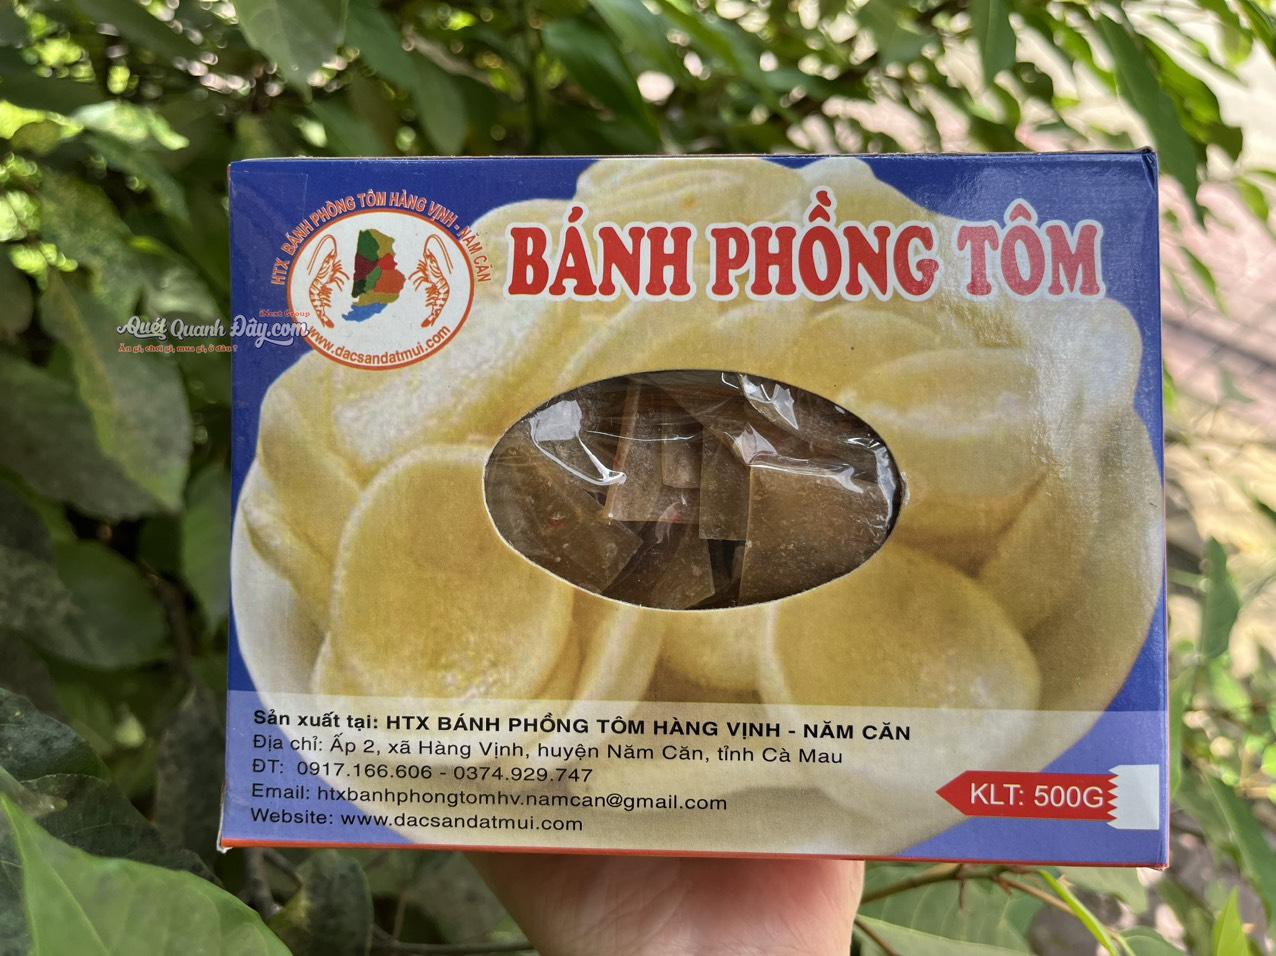 HTX BÁNH PHỒNG TÔM HÀNG VỊNH - NĂM CĂN
www.dacsandatmui.com
BÁNH PHỒNG TÔM
iNext Group
Quét Quanh Đây.com
Ăn gì, chơi gì, mua gì, ở đâu?
Sản xuất tại: HTX BÁNH PHỒNG TÔM HÀNG VỊNH - NĂM CĂN
Địa chỉ: Ấp 2, xã Hàng Vịnh, huyện Năm Căn, tỉnh Cà Mau
ĐT: 0917.166.606 - 0374.929.747
Email: htxbanhphongtomhv.namcan@gmail.com
Website: www.dacsandatmui.com
KLT: 500G